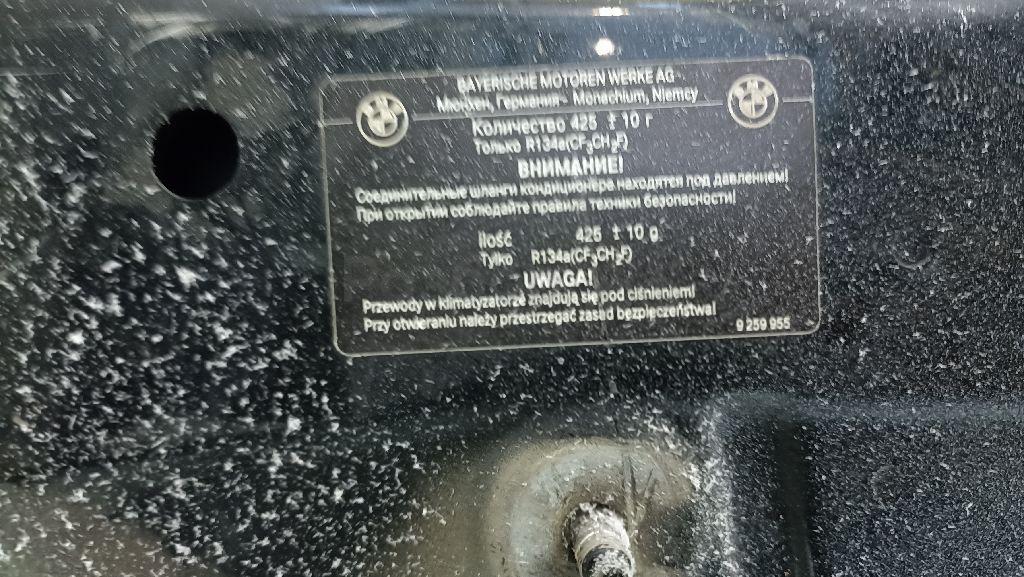 BAYERISCHE MOTOREN WERKE AG
Мюнхен, Германия - Monachium, Niemcy
Количество 425 ± 10 г
Только R134a(CF₃CH₂F)
ВНИМАНИЕ!
Соединительные шланги кондиционера находятся под давлением!
При открытии соблюдайте правила техники безопасности!
Ilość 425 ± 10 g
Tylko R134a(CF₃CH₂F)
UWAGA!
Przewody w klimatyzatorze znajdują się pod ciśnieniem!
Przy otwieraniu należy przestrzegać zasad bezpieczeństwa!
9 259 955